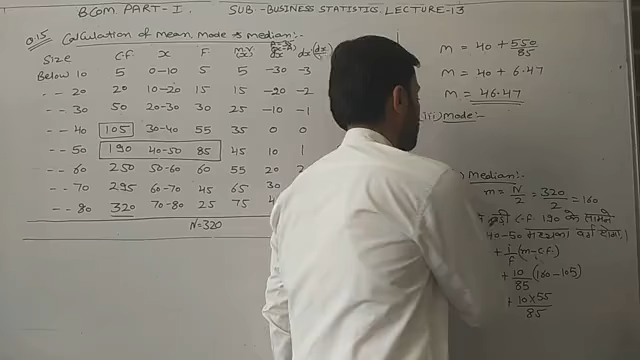 BCOM PART-I. SUB:-BUSINESS STATISTICS, LECTURE-13
Q.15 Calculation of mean, mode & median:-
A=35
Size C.F x F M.V (x) dx
Below 10 5 0-10 5 5 -30 -3
-- 20 20 10-20 15 15 -20 -2
-- 30 50 20-30 30 25 -10 -1
-- 40 105 30-40 55 35 0 0
-- 50 190 40-50 85 45 10 1
-- 60 250 50-60 60 55 20
-- 70 295 60-70 45 65 30
-- 80 320 70-80 25 75
N=320
m = 40 + 550/85
m = 40 + 6.47
m = 46.47
mode:-
Median:-
m = N/2 = 320/2 = 160
C.F. 190 के सामने
40-50 वर्ग होगा।
+ i/f (m-C.F.)
+ 10/85 (160-105)
+ 10×55/85